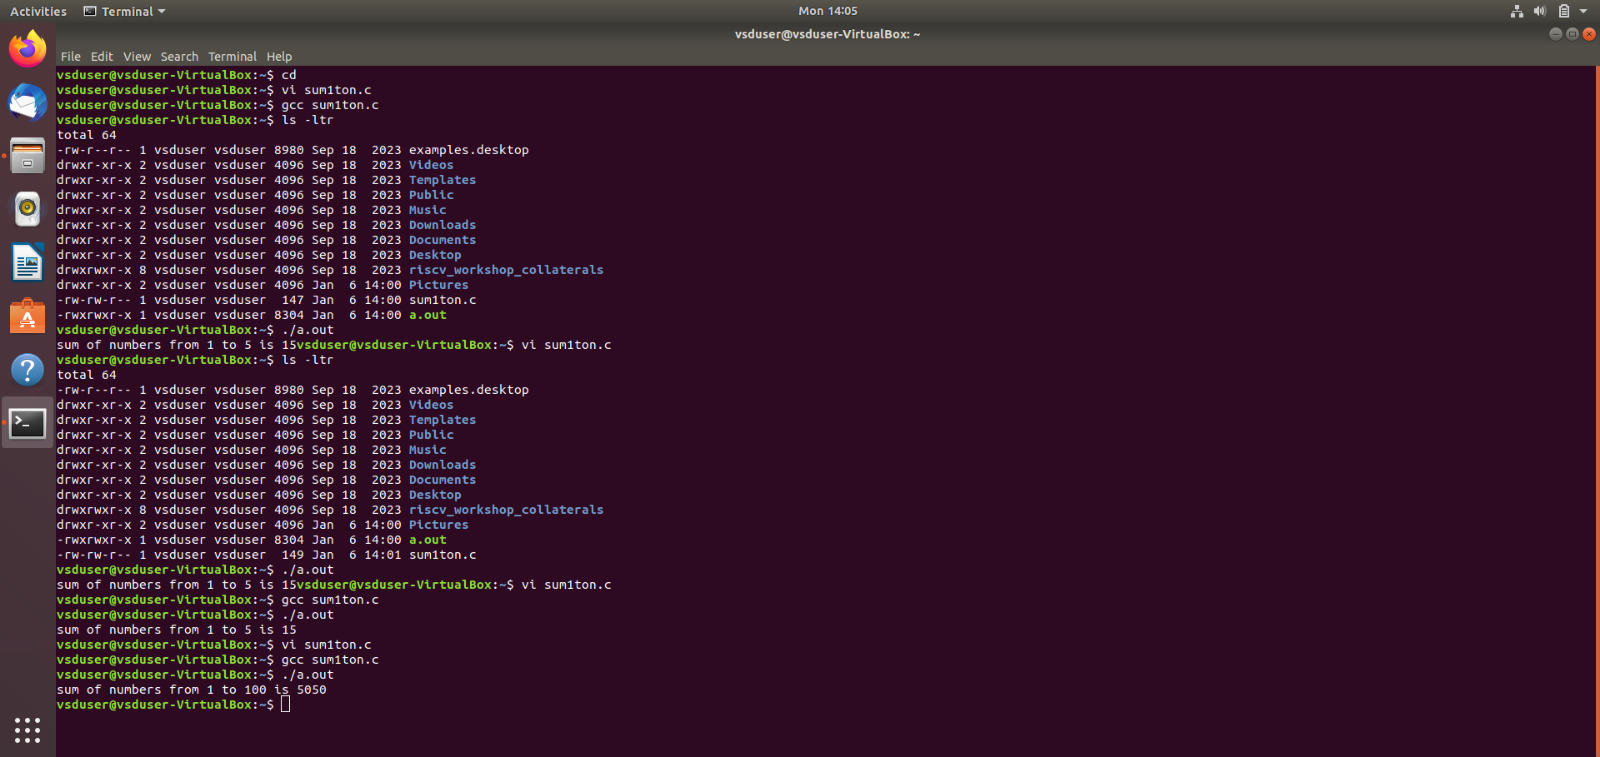 Activities Terminal Mon 14:05
vsduser@vsduser-VirtualBox: ~
File Edit View Search Terminal Help
vsduser@vsduser-VirtualBox:~$ cd
vsduser@vsduser-VirtualBox:~$ vi sum1ton.c
vsduser@vsduser-VirtualBox:~$ gcc sum1ton.c
vsduser@vsduser-VirtualBox:~$ ls -ltr
total 64
-rw-r--r-- 1 vsduser vsduser 8980 Sep 18  2023 examples.desktop
drwxr-xr-x 2 vsduser vsduser 4096 Sep 18  2023 Videos
drwxr-xr-x 2 vsduser vsduser 4096 Sep 18  2023 Templates
drwxr-xr-x 2 vsduser vsduser 4096 Sep 18  2023 Public
drwxr-xr-x 2 vsduser vsduser 4096 Sep 18  2023 Music
drwxr-xr-x 2 vsduser vsduser 4096 Sep 18  2023 Downloads
drwxr-xr-x 2 vsduser vsduser 4096 Sep 18  2023 Documents
drwxr-xr-x 2 vsduser vsduser 4096 Sep 18  2023 Desktop
drwxrwxr-x 8 vsduser vsduser 4096 Sep 18  2023 riscv_workshop_collaterals
drwxr-xr-x 2 vsduser vsduser 4096 Jan  6 14:00 Pictures
-rw-rw-r-- 1 vsduser vsduser  147 Jan  6 14:00 sum1ton.c
-rwxrwxr-x 1 vsduser vsduser 8304 Jan  6 14:00 a.out
vsduser@vsduser-VirtualBox:~$ ./a.out
sum of numbers from 1 to 5 is 15vsduser@vsduser-VirtualBox:~$ vi sum1ton.c
vsduser@vsduser-VirtualBox:~$ ls -ltr
total 64
-rw-r--r-- 1 vsduser vsduser 8980 Sep 18  2023 examples.desktop
drwxr-xr-x 2 vsduser vsduser 4096 Sep 18  2023 Videos
drwxr-xr-x 2 vsduser vsduser 4096 Sep 18  2023 Templates
drwxr-xr-x 2 vsduser vsduser 4096 Sep 18  2023 Public
drwxr-xr-x 2 vsduser vsduser 4096 Sep 18  2023 Music
drwxr-xr-x 2 vsduser vsduser 4096 Sep 18  2023 Downloads
drwxr-xr-x 2 vsduser vsduser 4096 Sep 18  2023 Documents
drwxr-xr-x 2 vsduser vsduser 4096 Sep 18  2023 Desktop
drwxrwxr-x 8 vsduser vsduser 4096 Sep 18  2023 riscv_workshop_collaterals
drwxr-xr-x 2 vsduser vsduser 4096 Jan  6 14:00 Pictures
-rwxrwxr-x 1 vsduser vsduser 8304 Jan  6 14:00 a.out
-rw-rw-r-- 1 vsduser vsduser  149 Jan  6 14:01 sum1ton.c
vsduser@vsduser-VirtualBox:~$ ./a.out
sum of numbers from 1 to 5 is 15vsduser@vsduser-VirtualBox:~$ vi sum1ton.c
vsduser@vsduser-VirtualBox:~$ gcc sum1ton.c
vsduser@vsduser-VirtualBox:~$ ./a.out
sum of numbers from 1 to 5 is 15
vsduser@vsduser-VirtualBox:~$ vi sum1ton.c
vsduser@vsduser-VirtualBox:~$ gcc sum1ton.c
vsduser@vsduser-VirtualBox:~$ ./a.out
sum of numbers from 1 to 100 is 5050
vsduser@vsduser-VirtualBox:~$